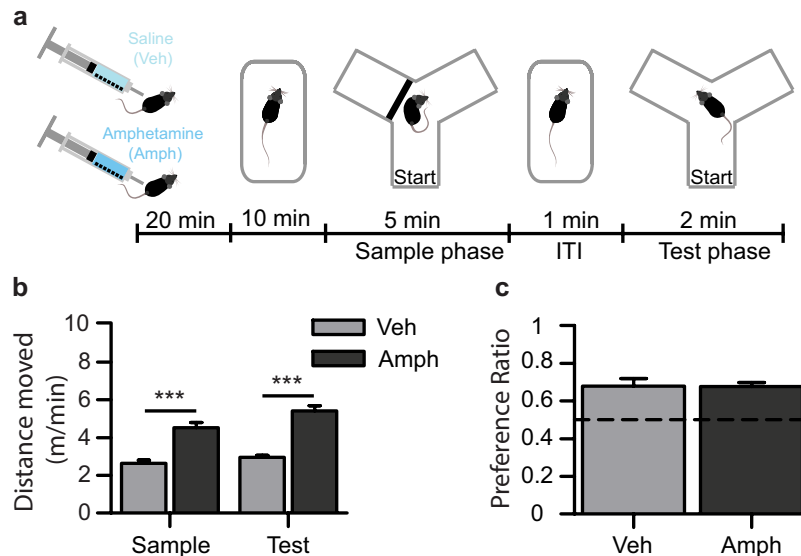 a
Saline
(Veh)
Amphetamine
(Amph)
Start
Start
20 min
10 min
5 min
1 min
2 min
Sample phase
ITI
Test phase
b
Distance moved
(m/min)
10
8
6
4
2
0
***
***
Veh
Amph
Sample
Test
c
Preference Ratio
1
0.8
0.6
0.4
0.2
0
Veh
Amph